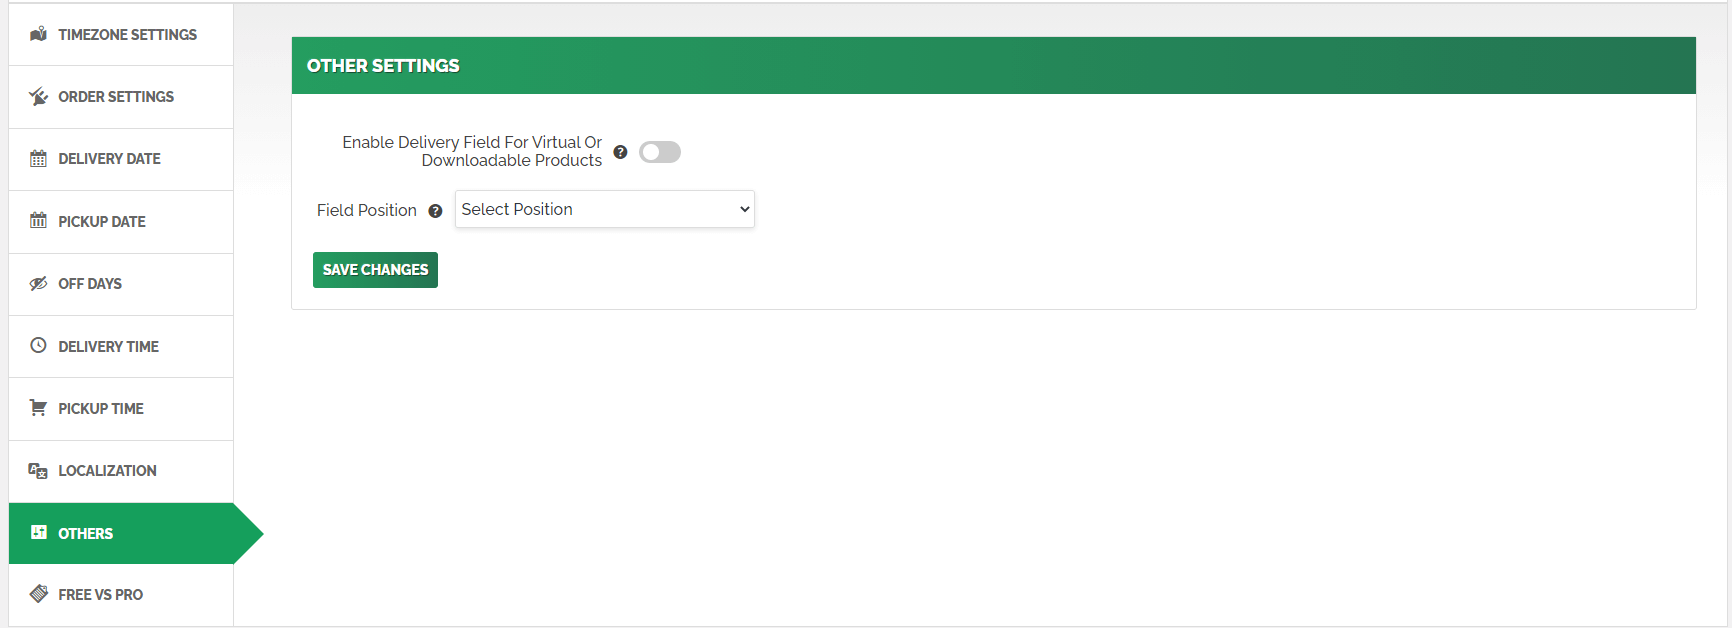 TIMEZONE SETTINGS
ORDER SETTINGS
DELIVERY DATE
PICKUP DATE
OFF DAYS
DELIVERY TIME
PICKUP TIME
LOCALIZATION
OTHERS
FREE VS PRO
OTHER SETTINGS
Enable Delivery Field For Virtual Or
Downloadable Products
Field Position
Select Position
SAVE CHANGES